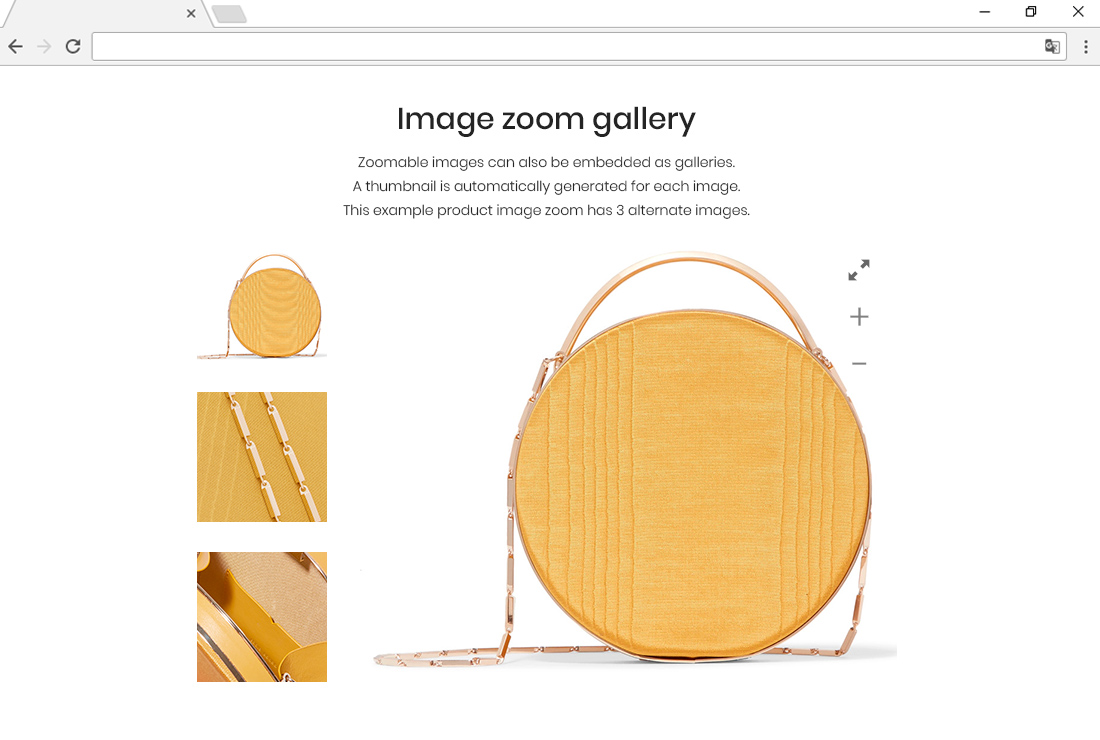 Image zoom gallery
Zoomable images can also be embedded as galleries.
A thumbnail is automatically generated for each image.
This example product image zoom has 3 alternate images.